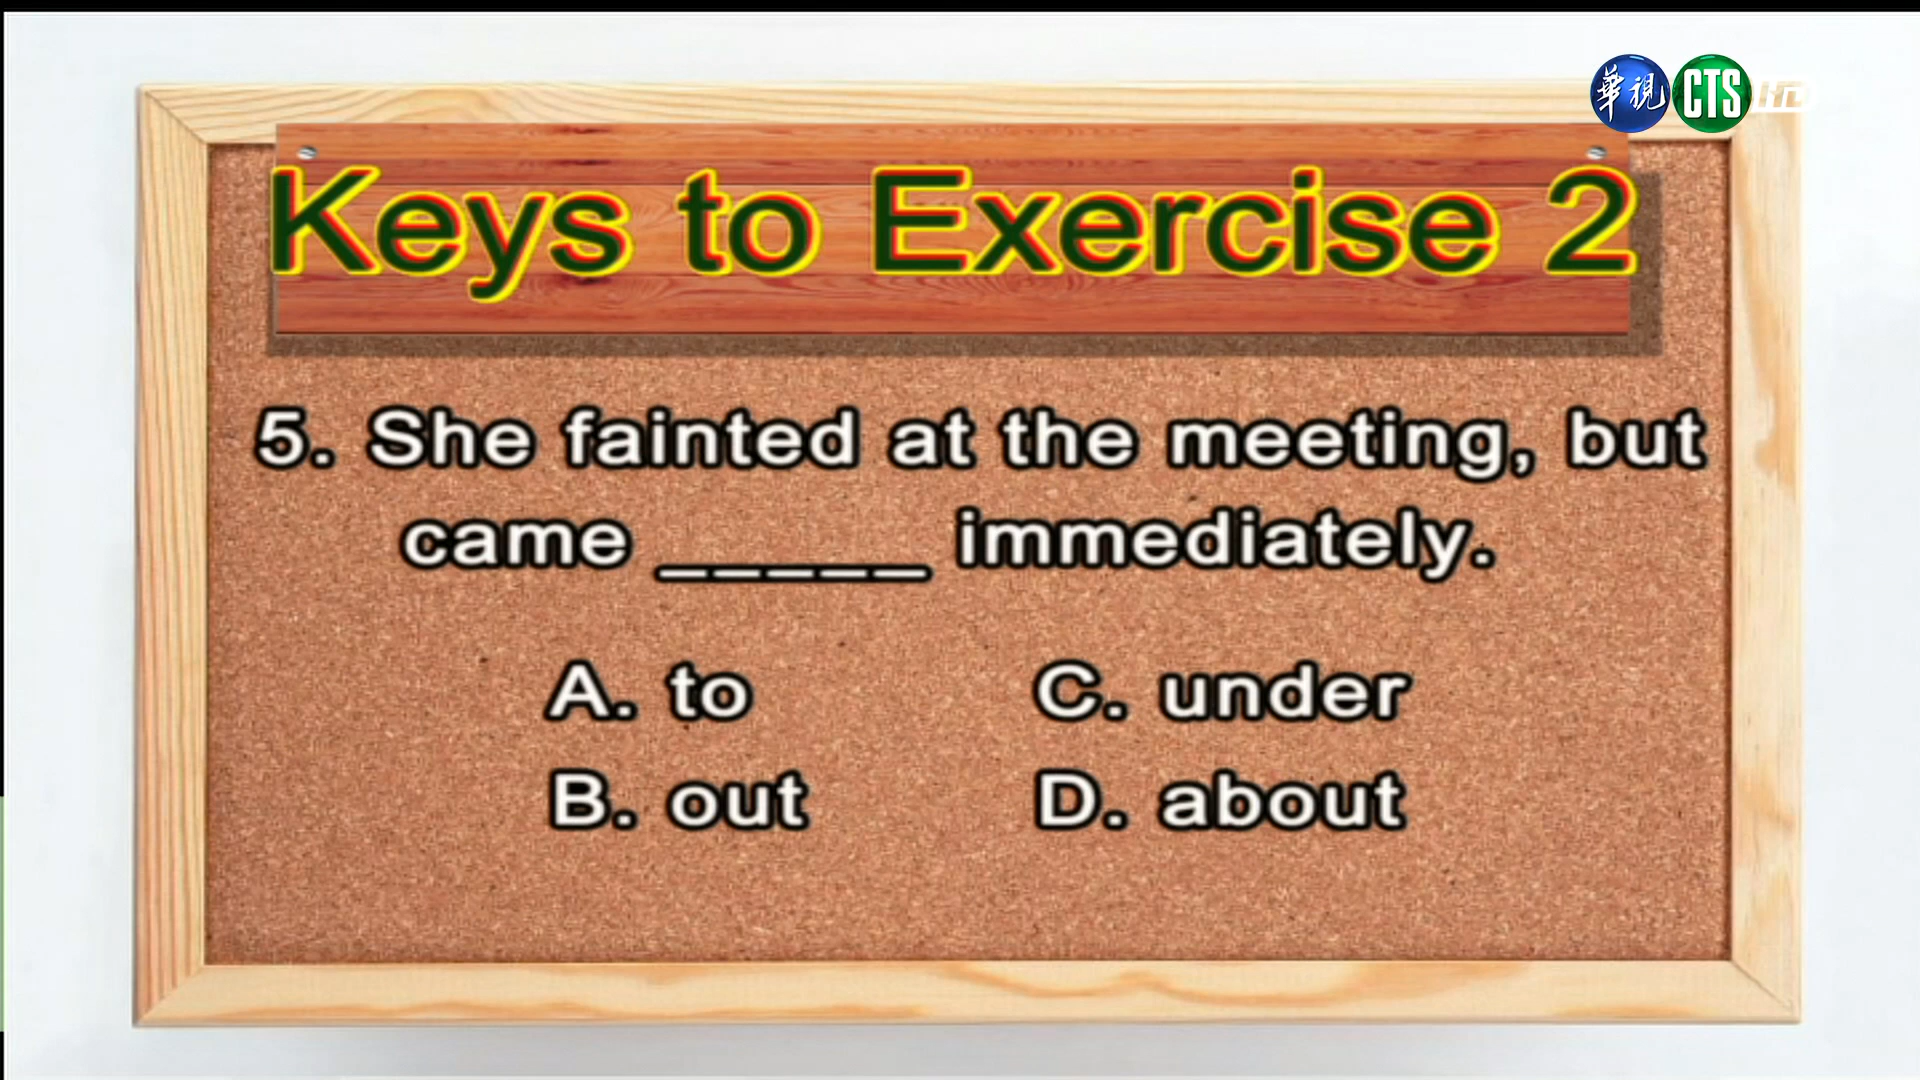 華視 CTS HD
Keys to Exercise 2
5. She fainted at the meeting, but
came _____ immediately.
A. to
C. under
B. out
D. about